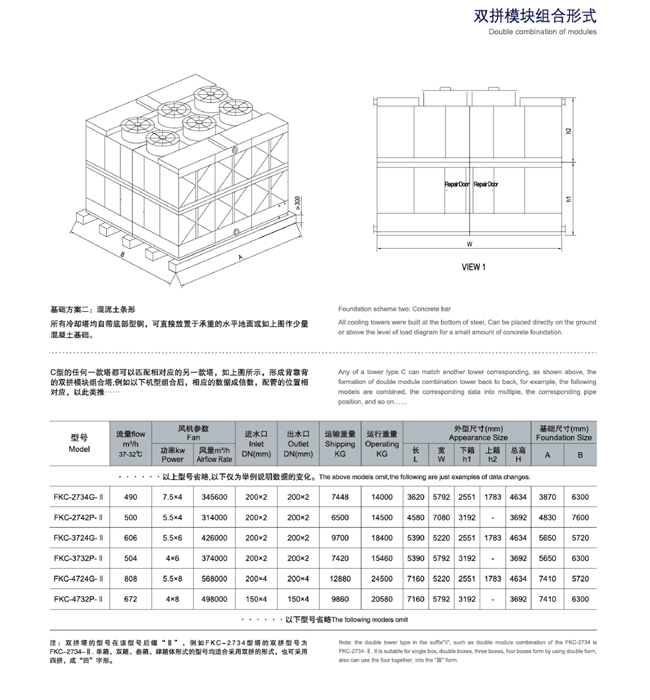 双拼模块组合形式
Double combination of modules
>300
B
A
Repair Door Repair Door
h2
h1
W
VIEW 1
基础方案二：混泥土条形
所有冷却塔均自带底部型钢，可直接放置于承重的水平地面或如上图作少量
混凝土基础。
Foundation scheme two: Concrete bar
All cooling towers were built at the bottom of steel, Can be placed directly on the ground
or above the level of load diagram for a small amount of concrete foundation.
C型的任何一款塔都可以匹配相对应的另一款塔，如上图所示，形成背靠背
的双拼模块组合塔,例如以下机型组合后，相应的数据成倍数，配管的位置相
对应，以此类推······
Any of a tower type C can match another tower corresponding, as shown above, the
formation of double module combination tower back to back, for example, the following
models are combined, the corresponding data into multiple, the corresponding pipe
position, and so on......
型号 Model 流量flow m³/h 37-32℃ 风机参数 Fan 功率kw Power 风量m³/h Airflow Rate 进水口 Inlet DN(mm) 出水口 Outlet DN(mm) 运输重量 Shipping KG 运行重量 Operating KG 外型尺寸(mm) Appearance Size 长 L 宽 W 下箱 h1 上箱 h2 总高 H 基础尺寸(mm) Foundation Size A B
······以上型号省略,以下仅为举例说明数据的变化。The above models omit,the following are just examples of data changes.
FKC-2734G-Ⅱ 490 7.5×4 345600 200×2 200×2 7448 14000 3620 5792 2551 1783 4634 3870 6300
FKC-2742P-Ⅱ 500 5.5×4 314000 200×2 200×2 6500 14500 4580 7080 3192 - 3692 4830 7600
FKC-3724G-Ⅱ 606 5.5×6 426000 200×2 200×2 9700 18400 5390 5220 2551 1783 4634 5650 5720
FKC-3732P-Ⅱ 504 4×6 374000 200×2 200×2 7420 15460 5390 5792 3192 - 3692 5650 6300
FKC-4724G-Ⅱ 808 5.5×8 568000 200×4 200×4 12880 24500 7160 5220 2551 1783 4634 7410 5720
FKC-4732P-Ⅱ 672 4×8 498000 150×4 150×4 9860 20580 7160 5792 3192 - 3692 7410 6300
······以下型号省略The following models omit
注：双拼塔的型号在该型号后缀“Ⅱ”，例如FKC-2734型塔的双拼型号为
FKC-2734-Ⅱ.单箱、双箱、叁箱、肆箱体形式的型号均适合采用双拼的形式，也可采用
四拼，成“田”字形。
Note: the double tower type in the suffix"II", such as double module combination of the FKC-2734 is
FKC-2734-Ⅱ. It is suitable for single box, double boxes, three boxes, four boxes form by using double form,
also can use the four together, into the "田" form.